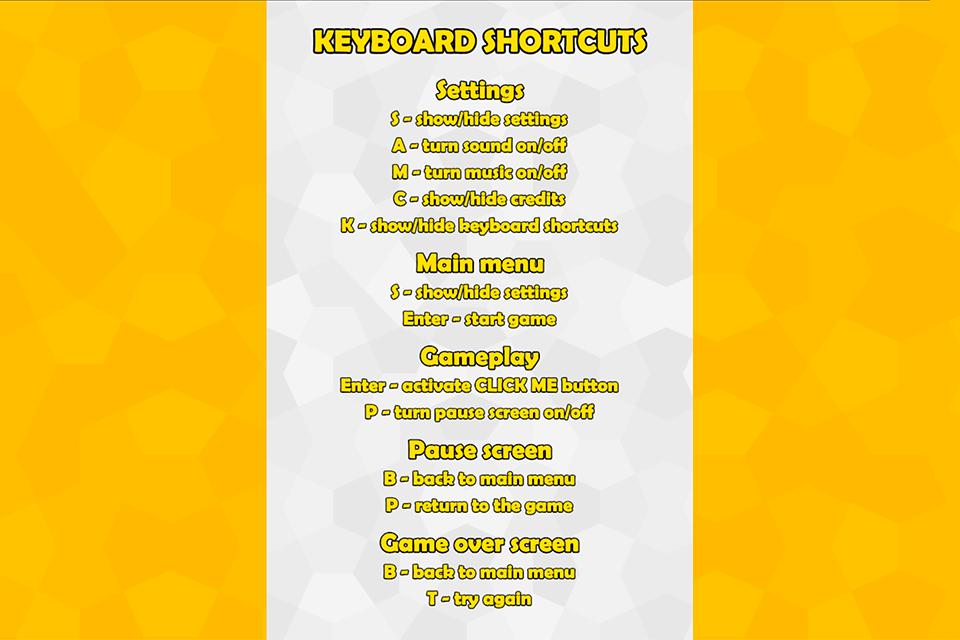 KEYBOARD SHORTCUTS
Settings
S - show/hide settings
A - turn sound on/off
M - turn music on/off
C - show/hide credits
K - show/hide keyboard shortcuts
Main menu
S - show/hide settings
Enter - start game
Gameplay
Enter - activate CLICK ME button
P - turn pause screen on/off
Pause screen
B - back to main menu
P - return to the game
Game over screen
B - back to main menu
T - try again